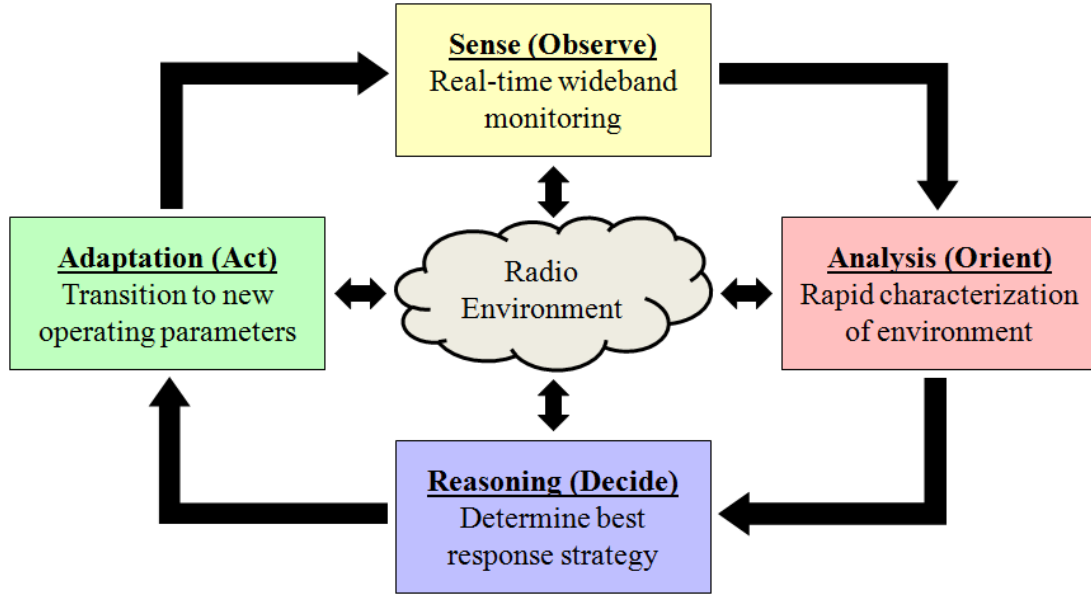 Sense (Observe)
Real-time wideband
monitoring
Adaptation (Act)
Transition to new
operating parameters
Radio
Environment
Analysis (Orient)
Rapid characterization
of environment
Reasoning (Decide)
Determine best
response strategy